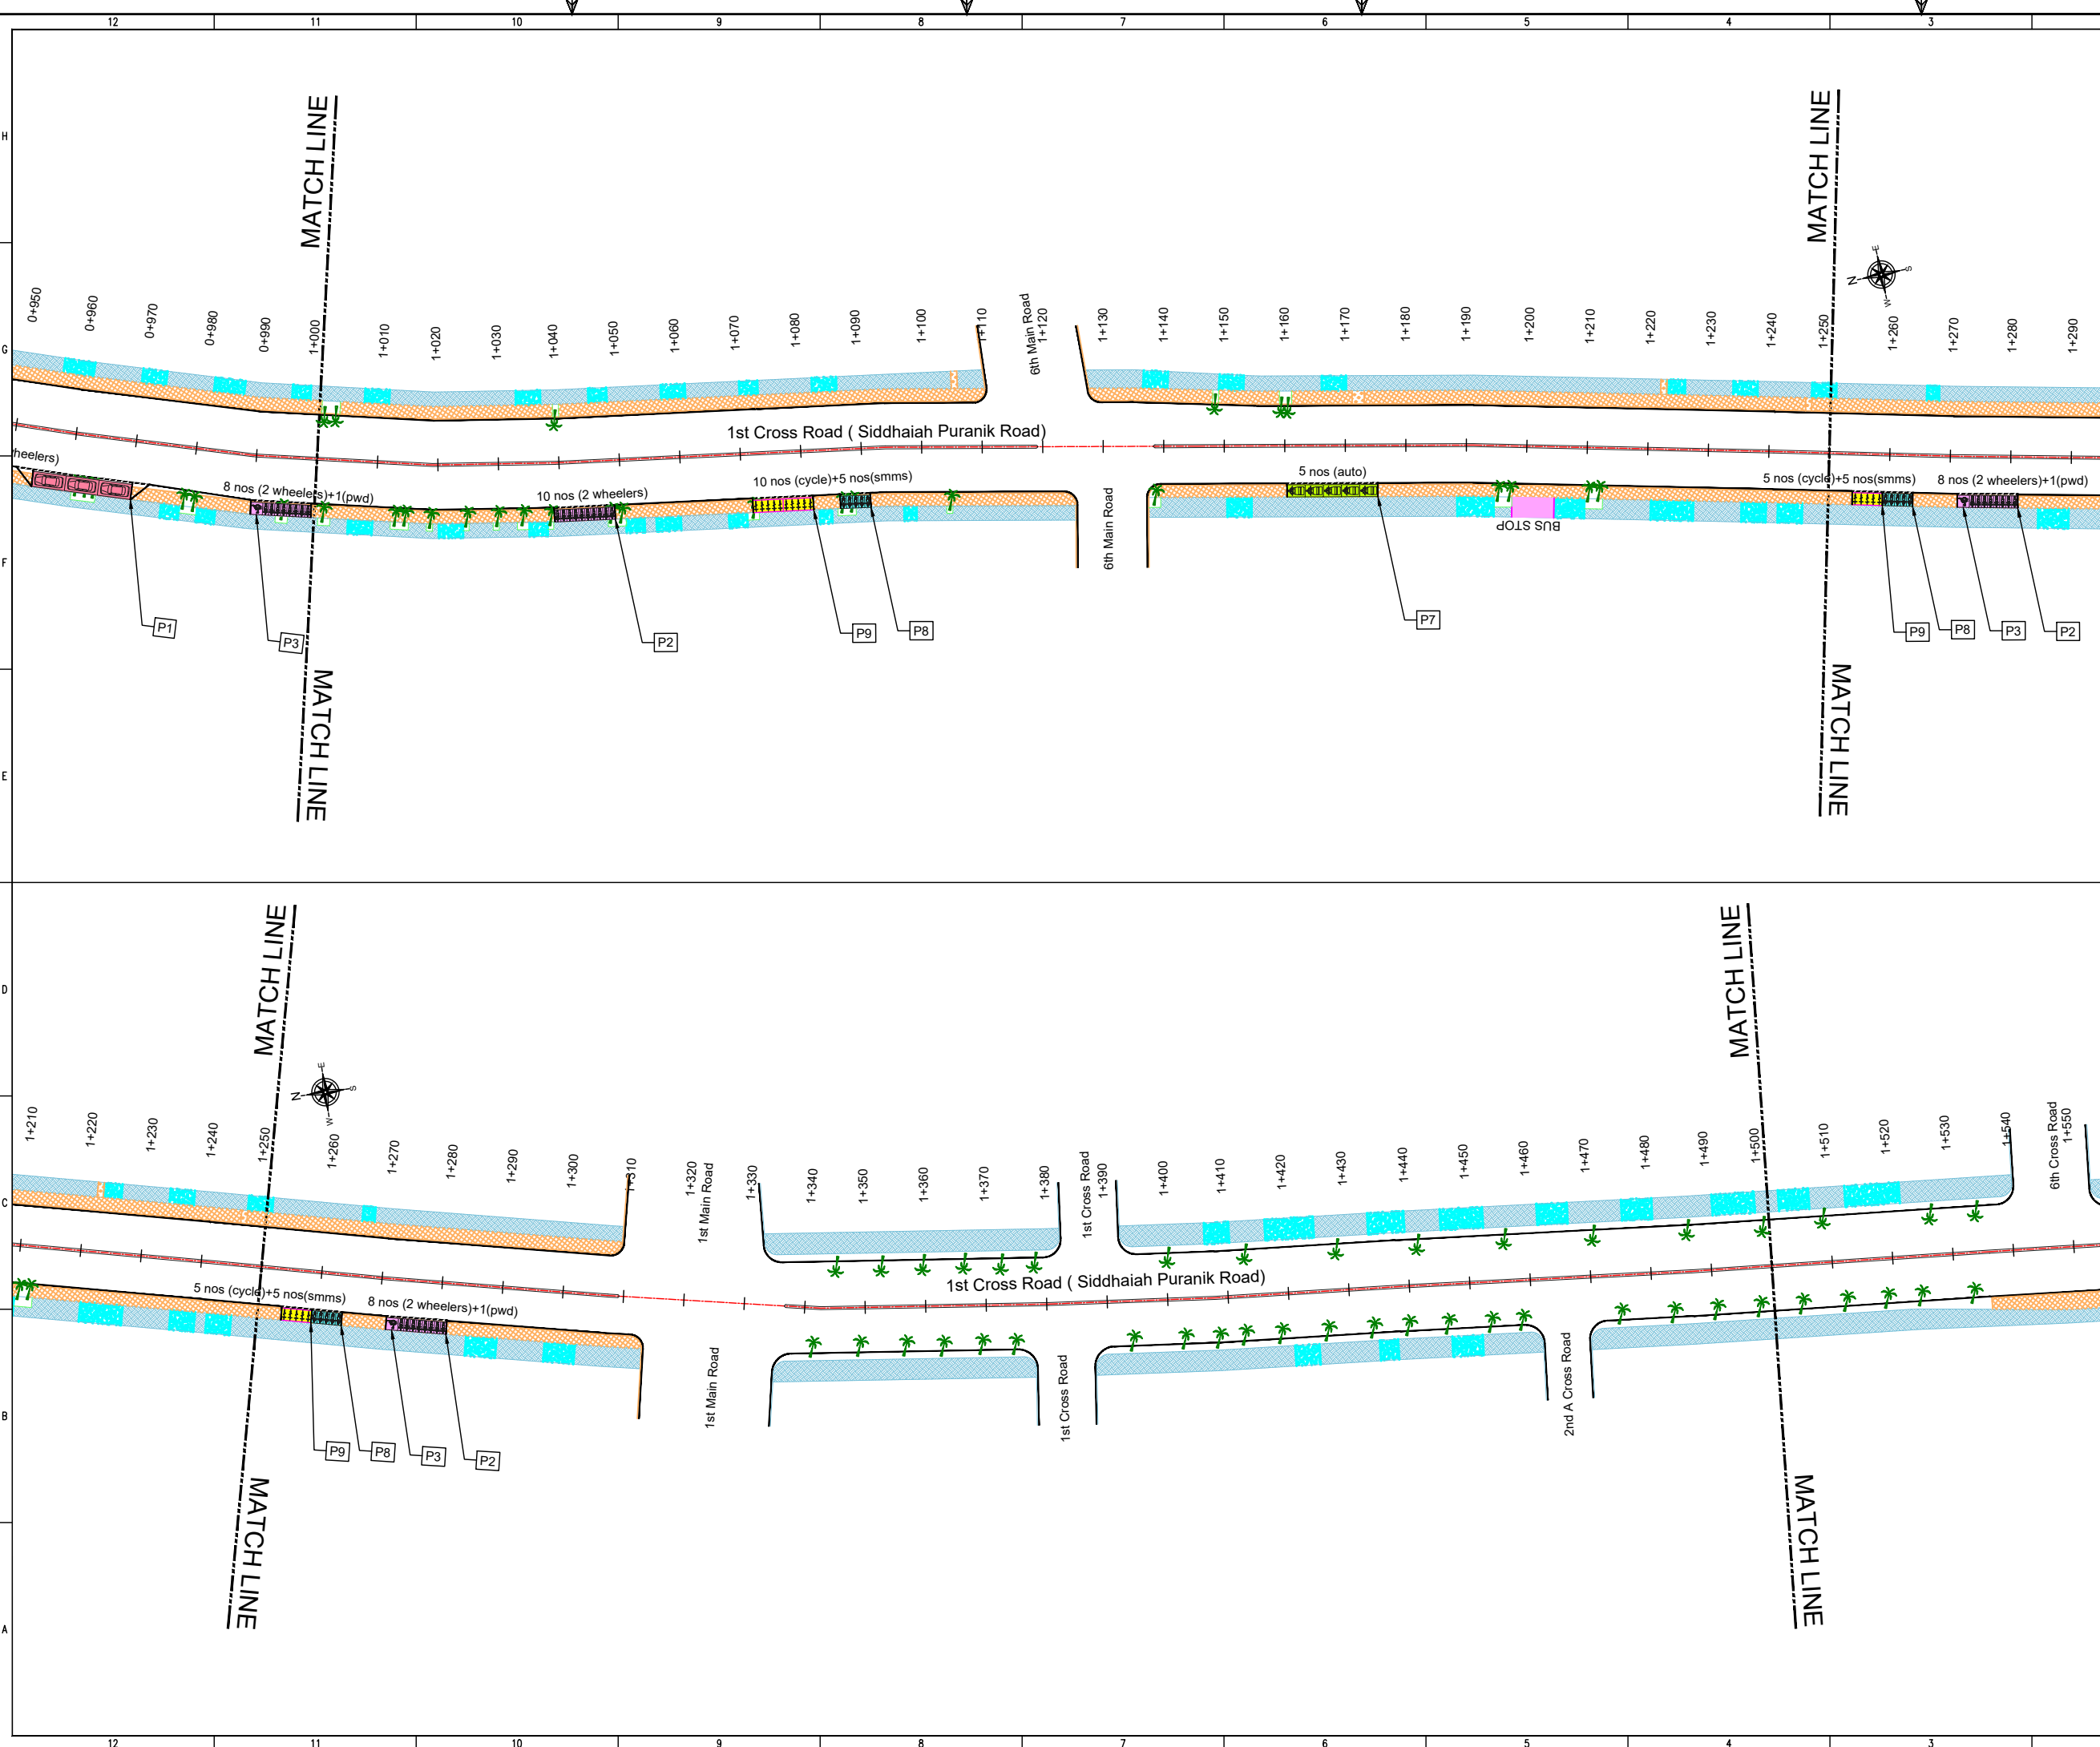 12 11 10 9 8 7 6 5 4 3
H
MATCH LINE MATCH LINE
E
N S
W
0+950 0+960 0+970 0+980 0+990 1+000 1+010 1+020 1+030 1+040 1+050 1+060 1+070 1+080 1+090 1+100 1+110 1+120 1+130 1+140 1+150 1+160 1+170 1+180 1+190 1+200 1+210 1+220 1+230 1+240 1+250 1+260 1+270 1+280 1+290
6th Main Road
G
1st Cross Road ( Siddhaiah Puranik Road)
heelers)
8 nos (2 wheelers)+1(pwd)
10 nos (2 wheelers)
10 nos (cycle)+5 nos(smms)
5 nos (auto)
5 nos (cycle)+5 nos(smms)
8 nos (2 wheelers)+1(pwd)
BUS STOP
6th Main Road
F
P1 P3 P2 P9 P8 P7 P9 P8 P3 P2
MATCH LINE MATCH LINE
E
MATCH LINE MATCH LINE
D
E
N S
W
1+210 1+220 1+230 1+240 1+250 1+260 1+270 1+280 1+290 1+300 1+310 1+320 1+330 1+340 1+350 1+360 1+370 1+380 1+390 1+400 1+410 1+420 1+430 1+440 1+450 1+460 1+470 1+480 1+490 1+500 1+510 1+520 1+530 1+540 1+550
1st Main Road
1st Cross Road
6th Cross Road
C
1st Cross Road ( Siddhaiah Puranik Road)
5 nos (cycle)+5 nos(smms)
8 nos (2 wheelers)+1(pwd)
1st Main Road
1st Cross Road
2nd A Cross Road
B
P9 P8 P3 P2
MATCH LINE MATCH LINE
A
12 11 10 9 8 7 6 5 4 3